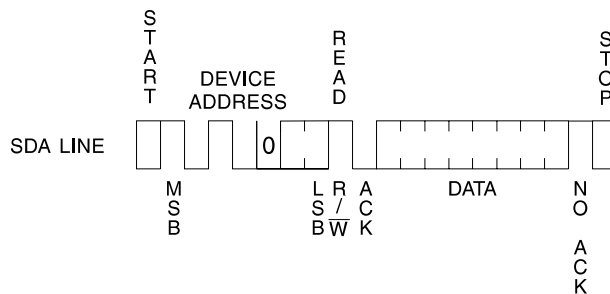 START
DEVICE
ADDRESS
READ
STOP
SDA LINE
0
MSB
LSB
R/W
ACK
DATA
NO ACK